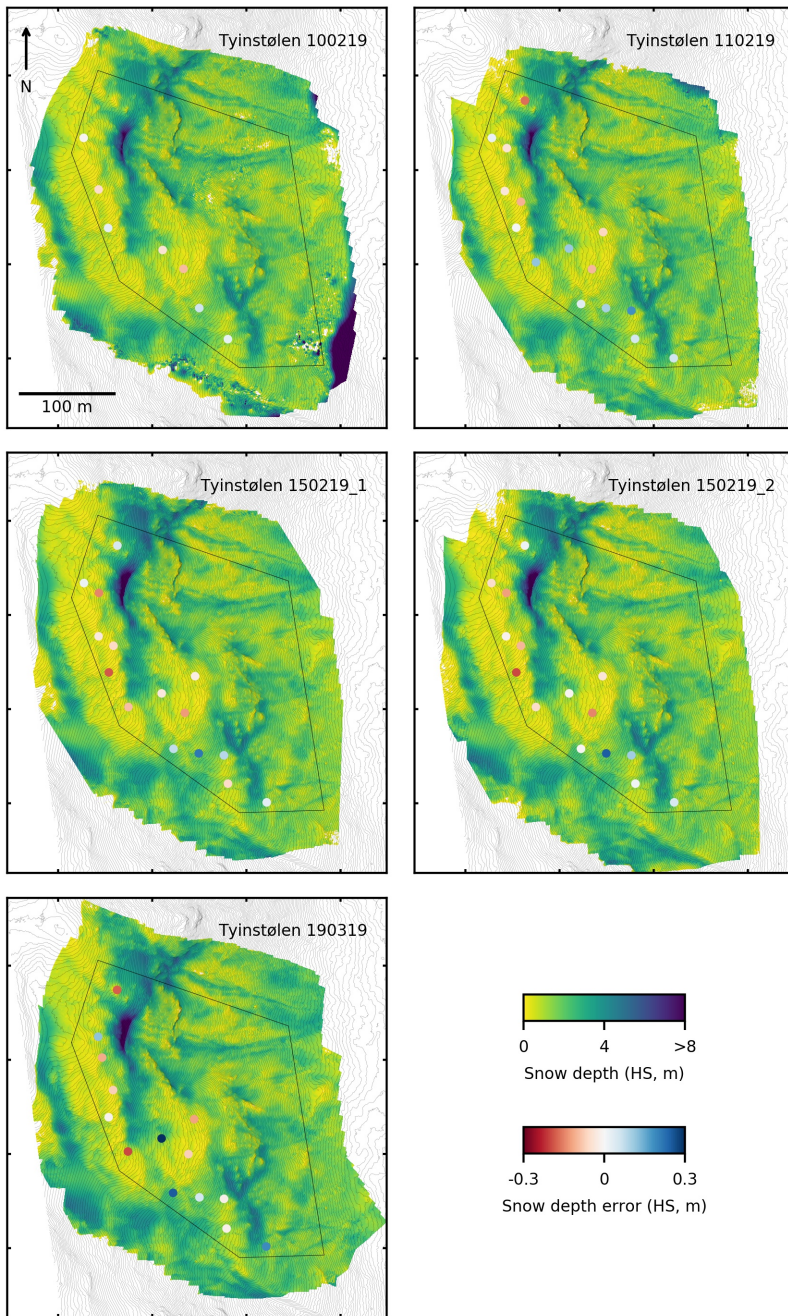 Tyinstølen 100219
N
100 m
Tyinstølen 110219
Tyinstølen 150219_1
Tyinstølen 150219_2
Tyinstølen 190319
0 4 >8
Snow depth (HS, m)
-0.3 0 0.3
Snow depth error (HS, m)